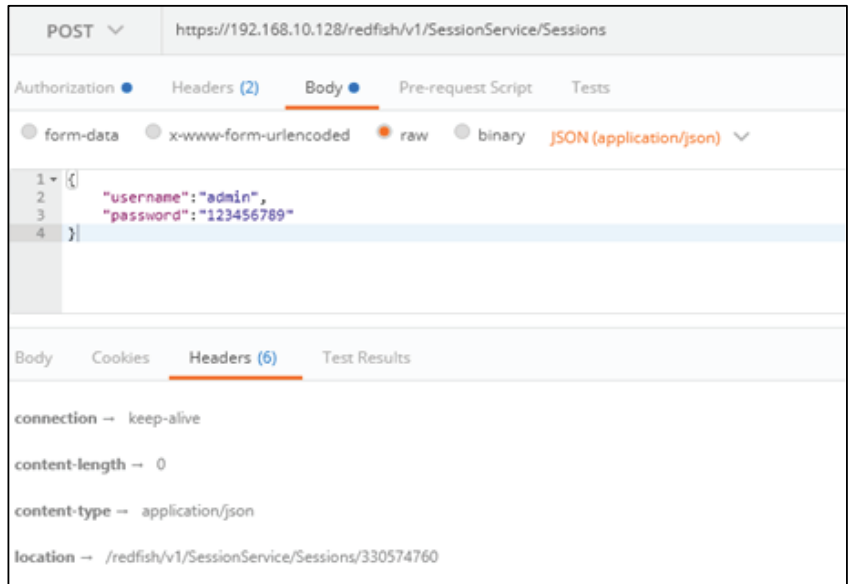 POST https://192.168.10.128/redfish/v1/SessionService/Sessions
Authorization Headers (2) Body Pre-request Script Tests
form-data x-www-form-urlencoded raw binary JSON (application/json)
1 {
2 "username":"admin",
3 "password":"123456789"
4 }
Body Cookies Headers (6) Test Results
connection → keep-alive
content-length → 0
content-type → application/json
location → /redfish/v1/SessionService/Sessions/330574760